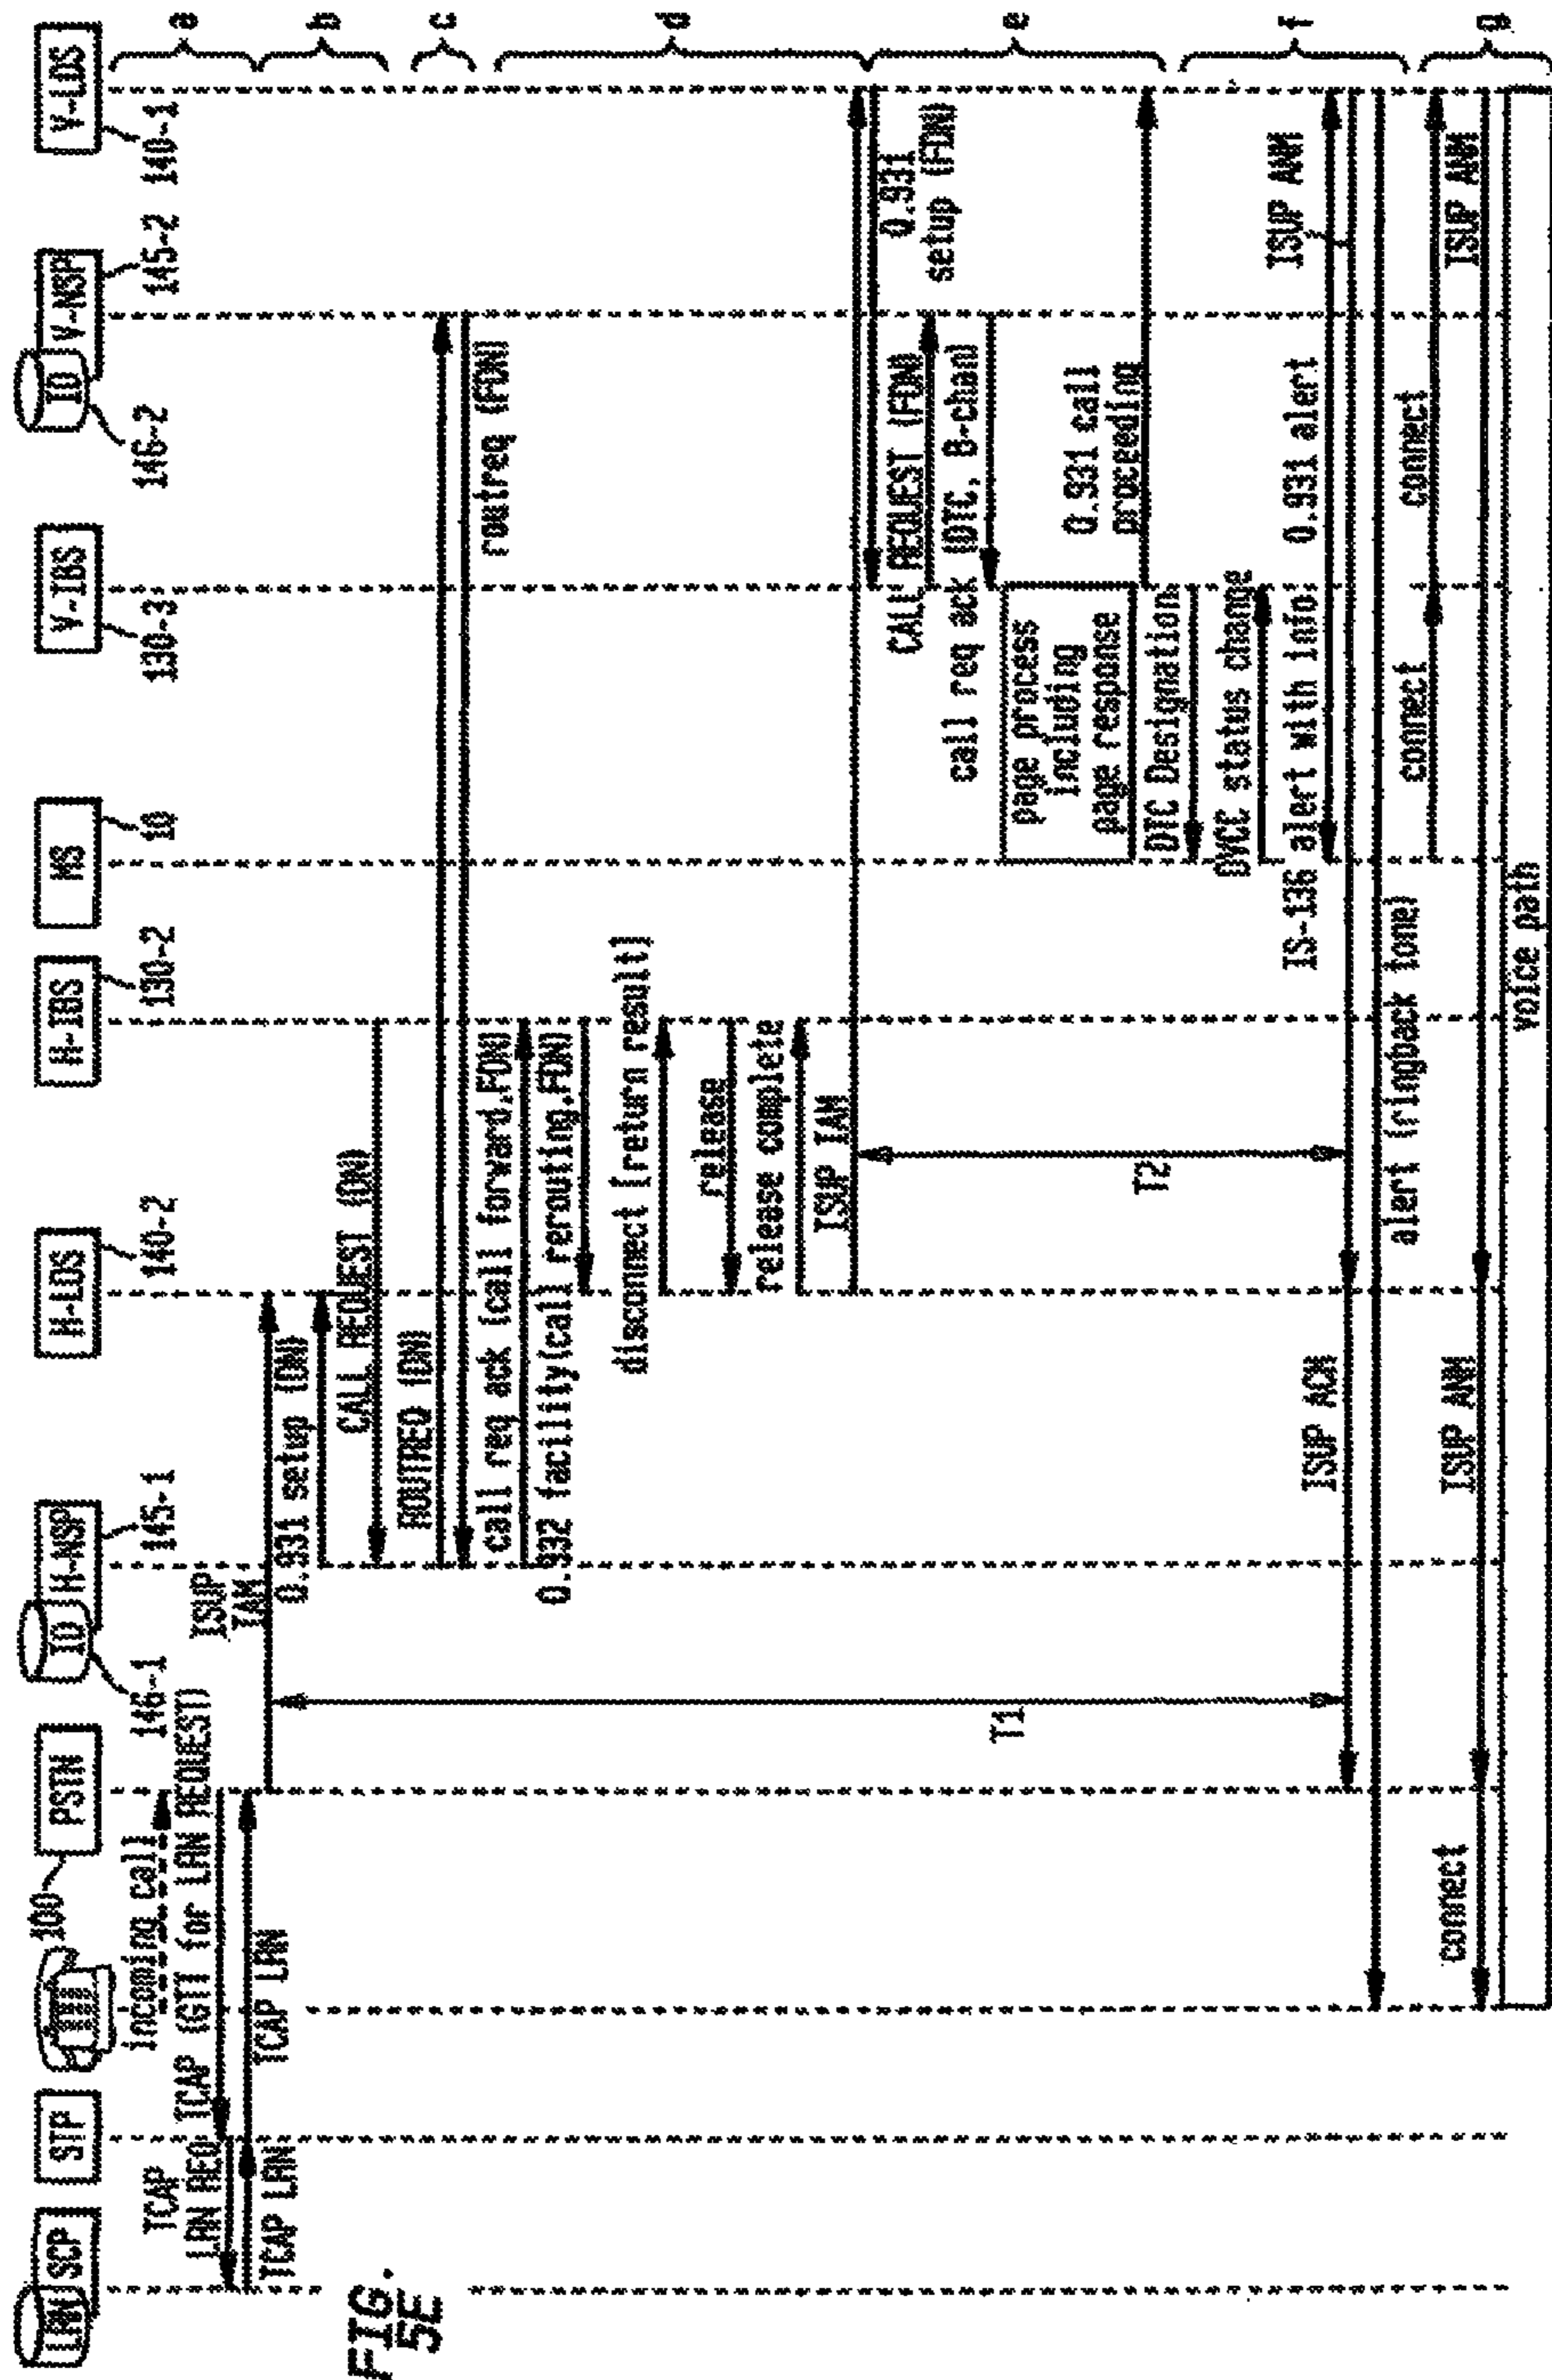 FIG.
5E
LRN
SCP
STP
100
PSTN
ID
H-NSP
146-1
145-1
H-LDS
140-2
H-IBS
130-2
MS
10
V-IBS
130-3
ID
V-NSP
146-2
145-2
V-LDS
140-1
incoming call
TCAP (GTT for LRN REQUEST)
TCAP
LRN REQ
TCAP LRN
TCAP LRN
ISUP
IAM
a
Q.931 setup (DN)
CALL REQUEST (DN)
b
ROUTREQ (DN)
routreq (FDN)
c
call req ack (call forward,FDN)
Q.932 facility(call rerouting,FDN)
disconnect [return result]
release
release complete
ISUP IAM
d
Q.931
setup (FDN)
CALL REQUEST (FDN)
call req ack (DTC, B-chan)
page process
including
page response
Q.931 call
proceeding
e
DTC Designation
DVCC status change
IS-136 alert with info
Q.931 alert
ISUP ANM
ISUP ACM
alert (ringback tone)
f
T1
T2
connect
connect
ISUP ANM
ISUP ANM
connect
g
voice path